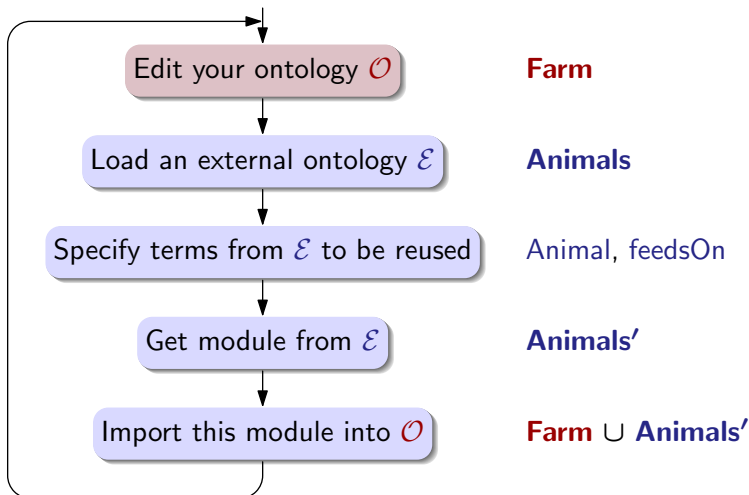 Edit your ontology 𝒪 Farm
Load an external ontology ℰ Animals
Specify terms from ℰ to be reused Animal, feedsOn
Get module from ℰ Animals′
Import this module into 𝒪 Farm ∪ Animals′